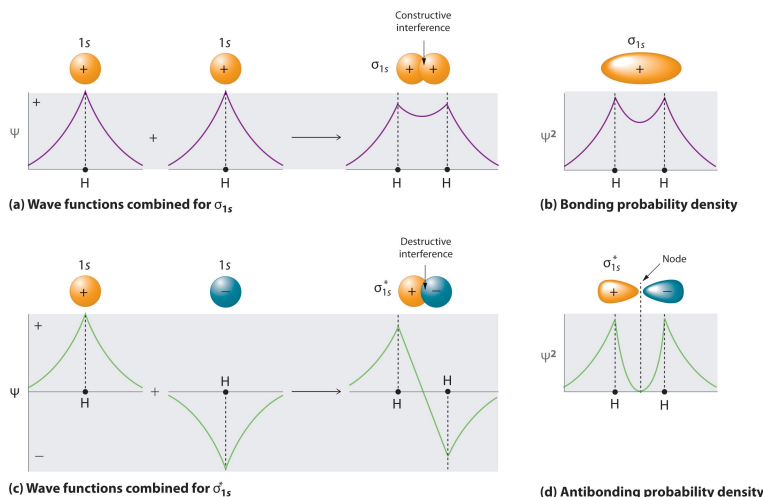 Constructive
interference
1s
1s
σ1s
σ1s
+
+
+ +
+
+
Ψ
+
Ψ²
H
H
H H
H H
(a) Wave functions combined for σ1s
(b) Bonding probability density
Destructive
interference
Node
1s
1s
σ*1s
σ*1s
+
−
+ −
+ −
+
Ψ²
H
H
Ψ
+
H
H
H
H H
−
(c) Wave functions combined for σ*1s
(d) Antibonding probability density